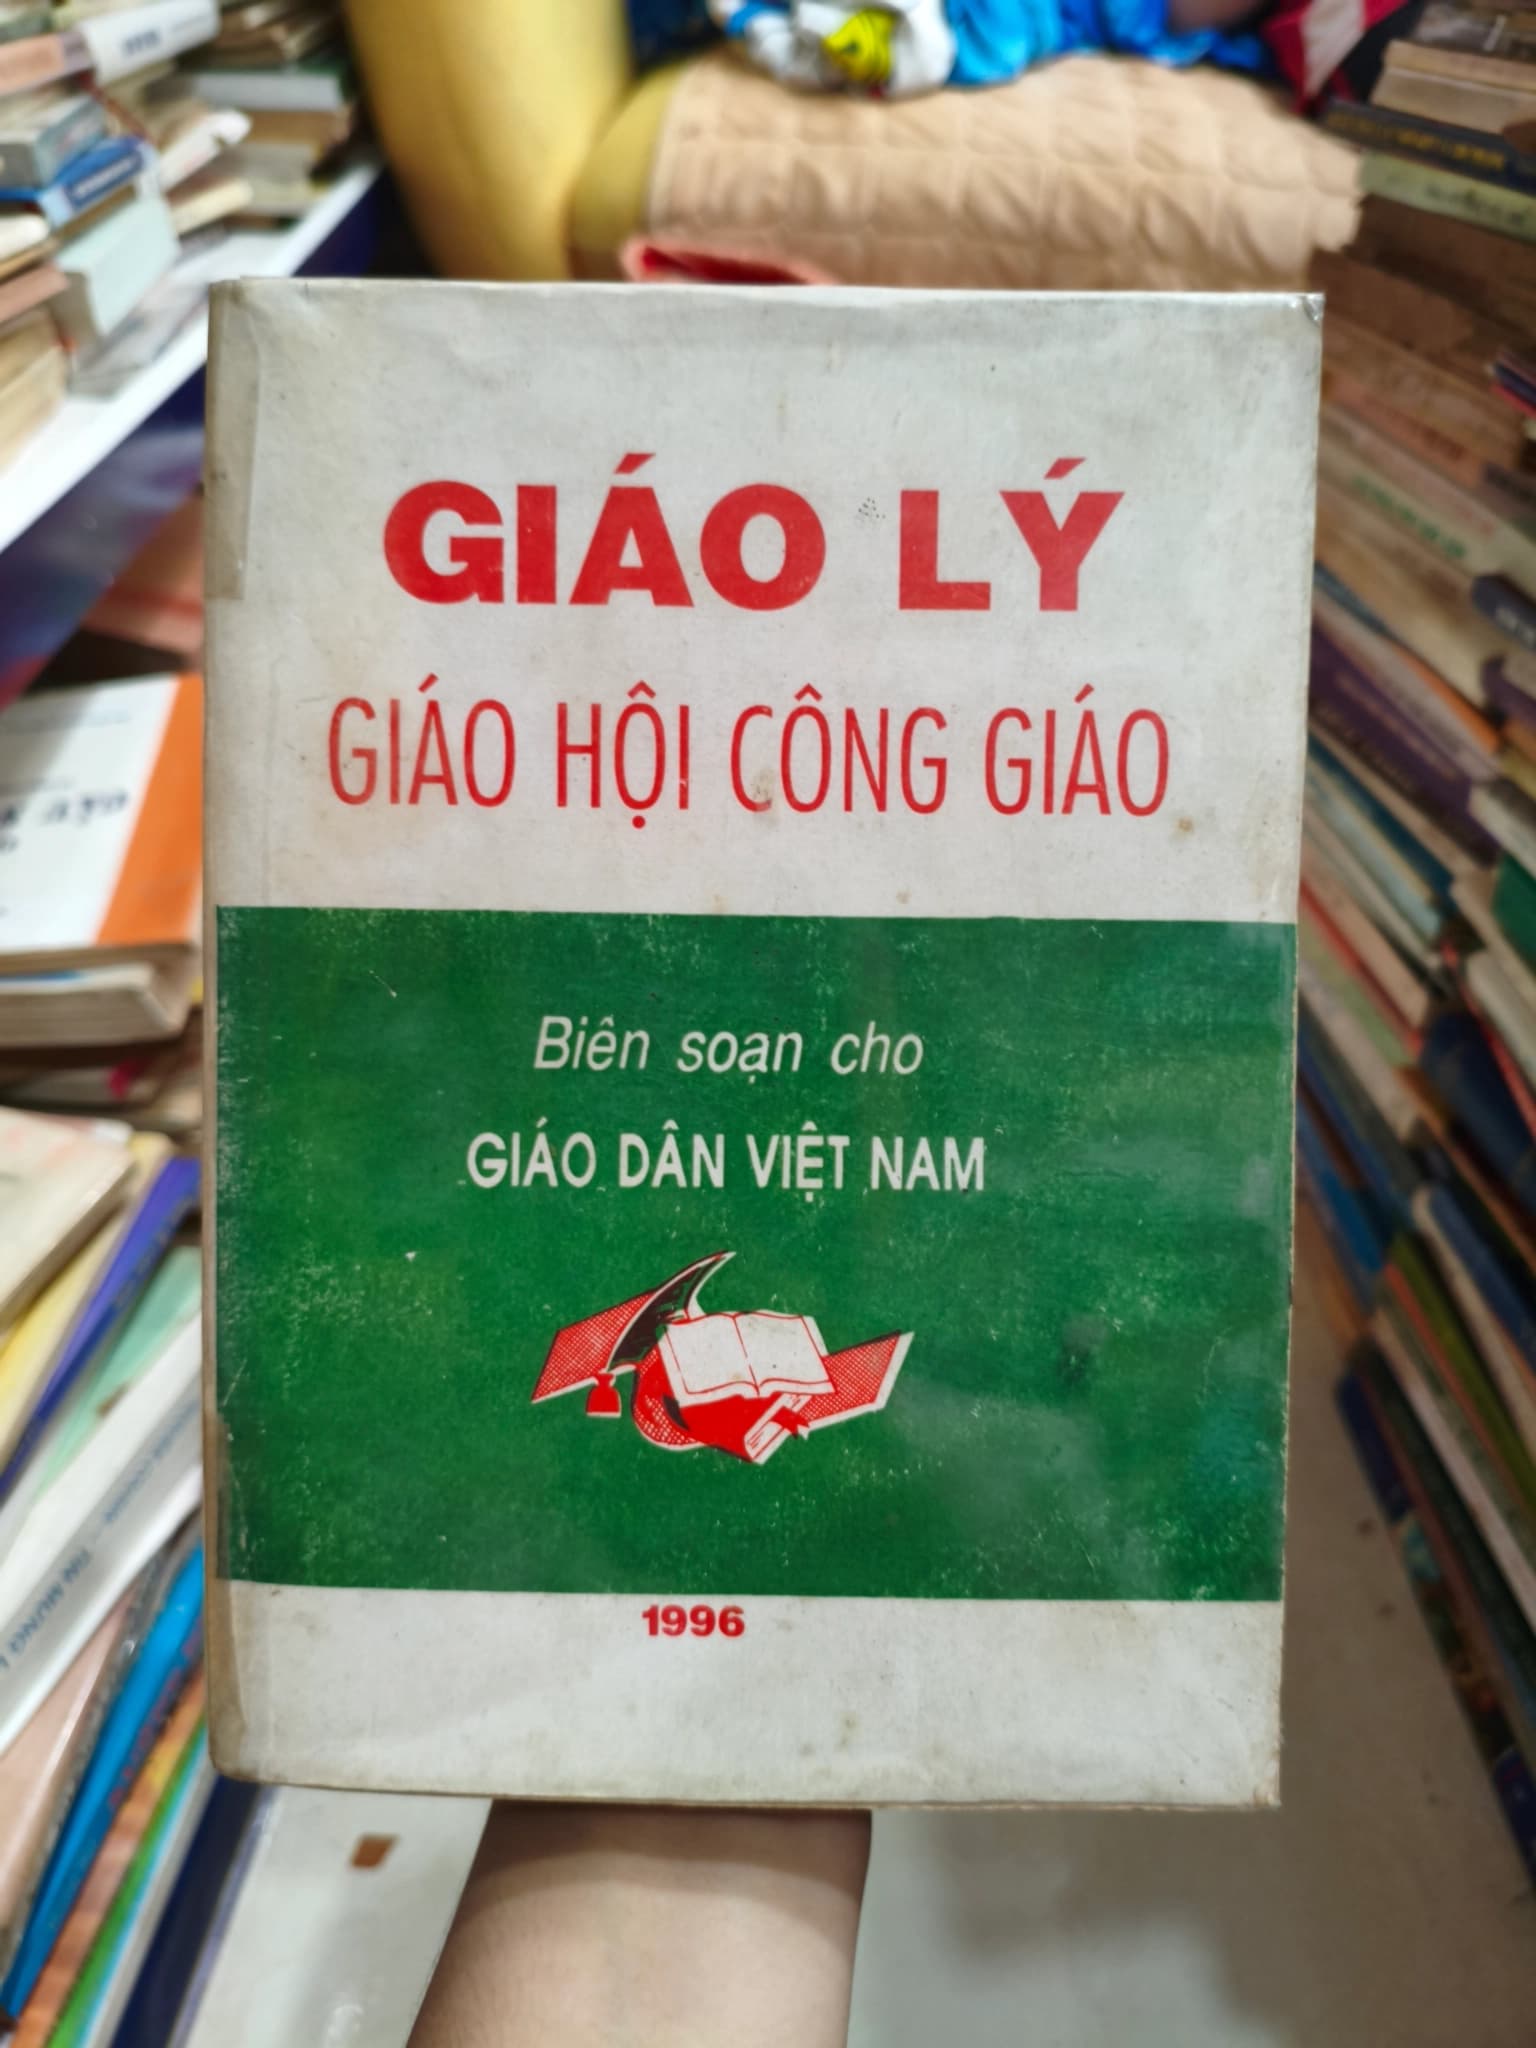 GIÁO LÝ
GIÁO HỘI CÔNG GIÁO
Biên soạn cho
GIÁO DÂN VIỆT NAM
1996